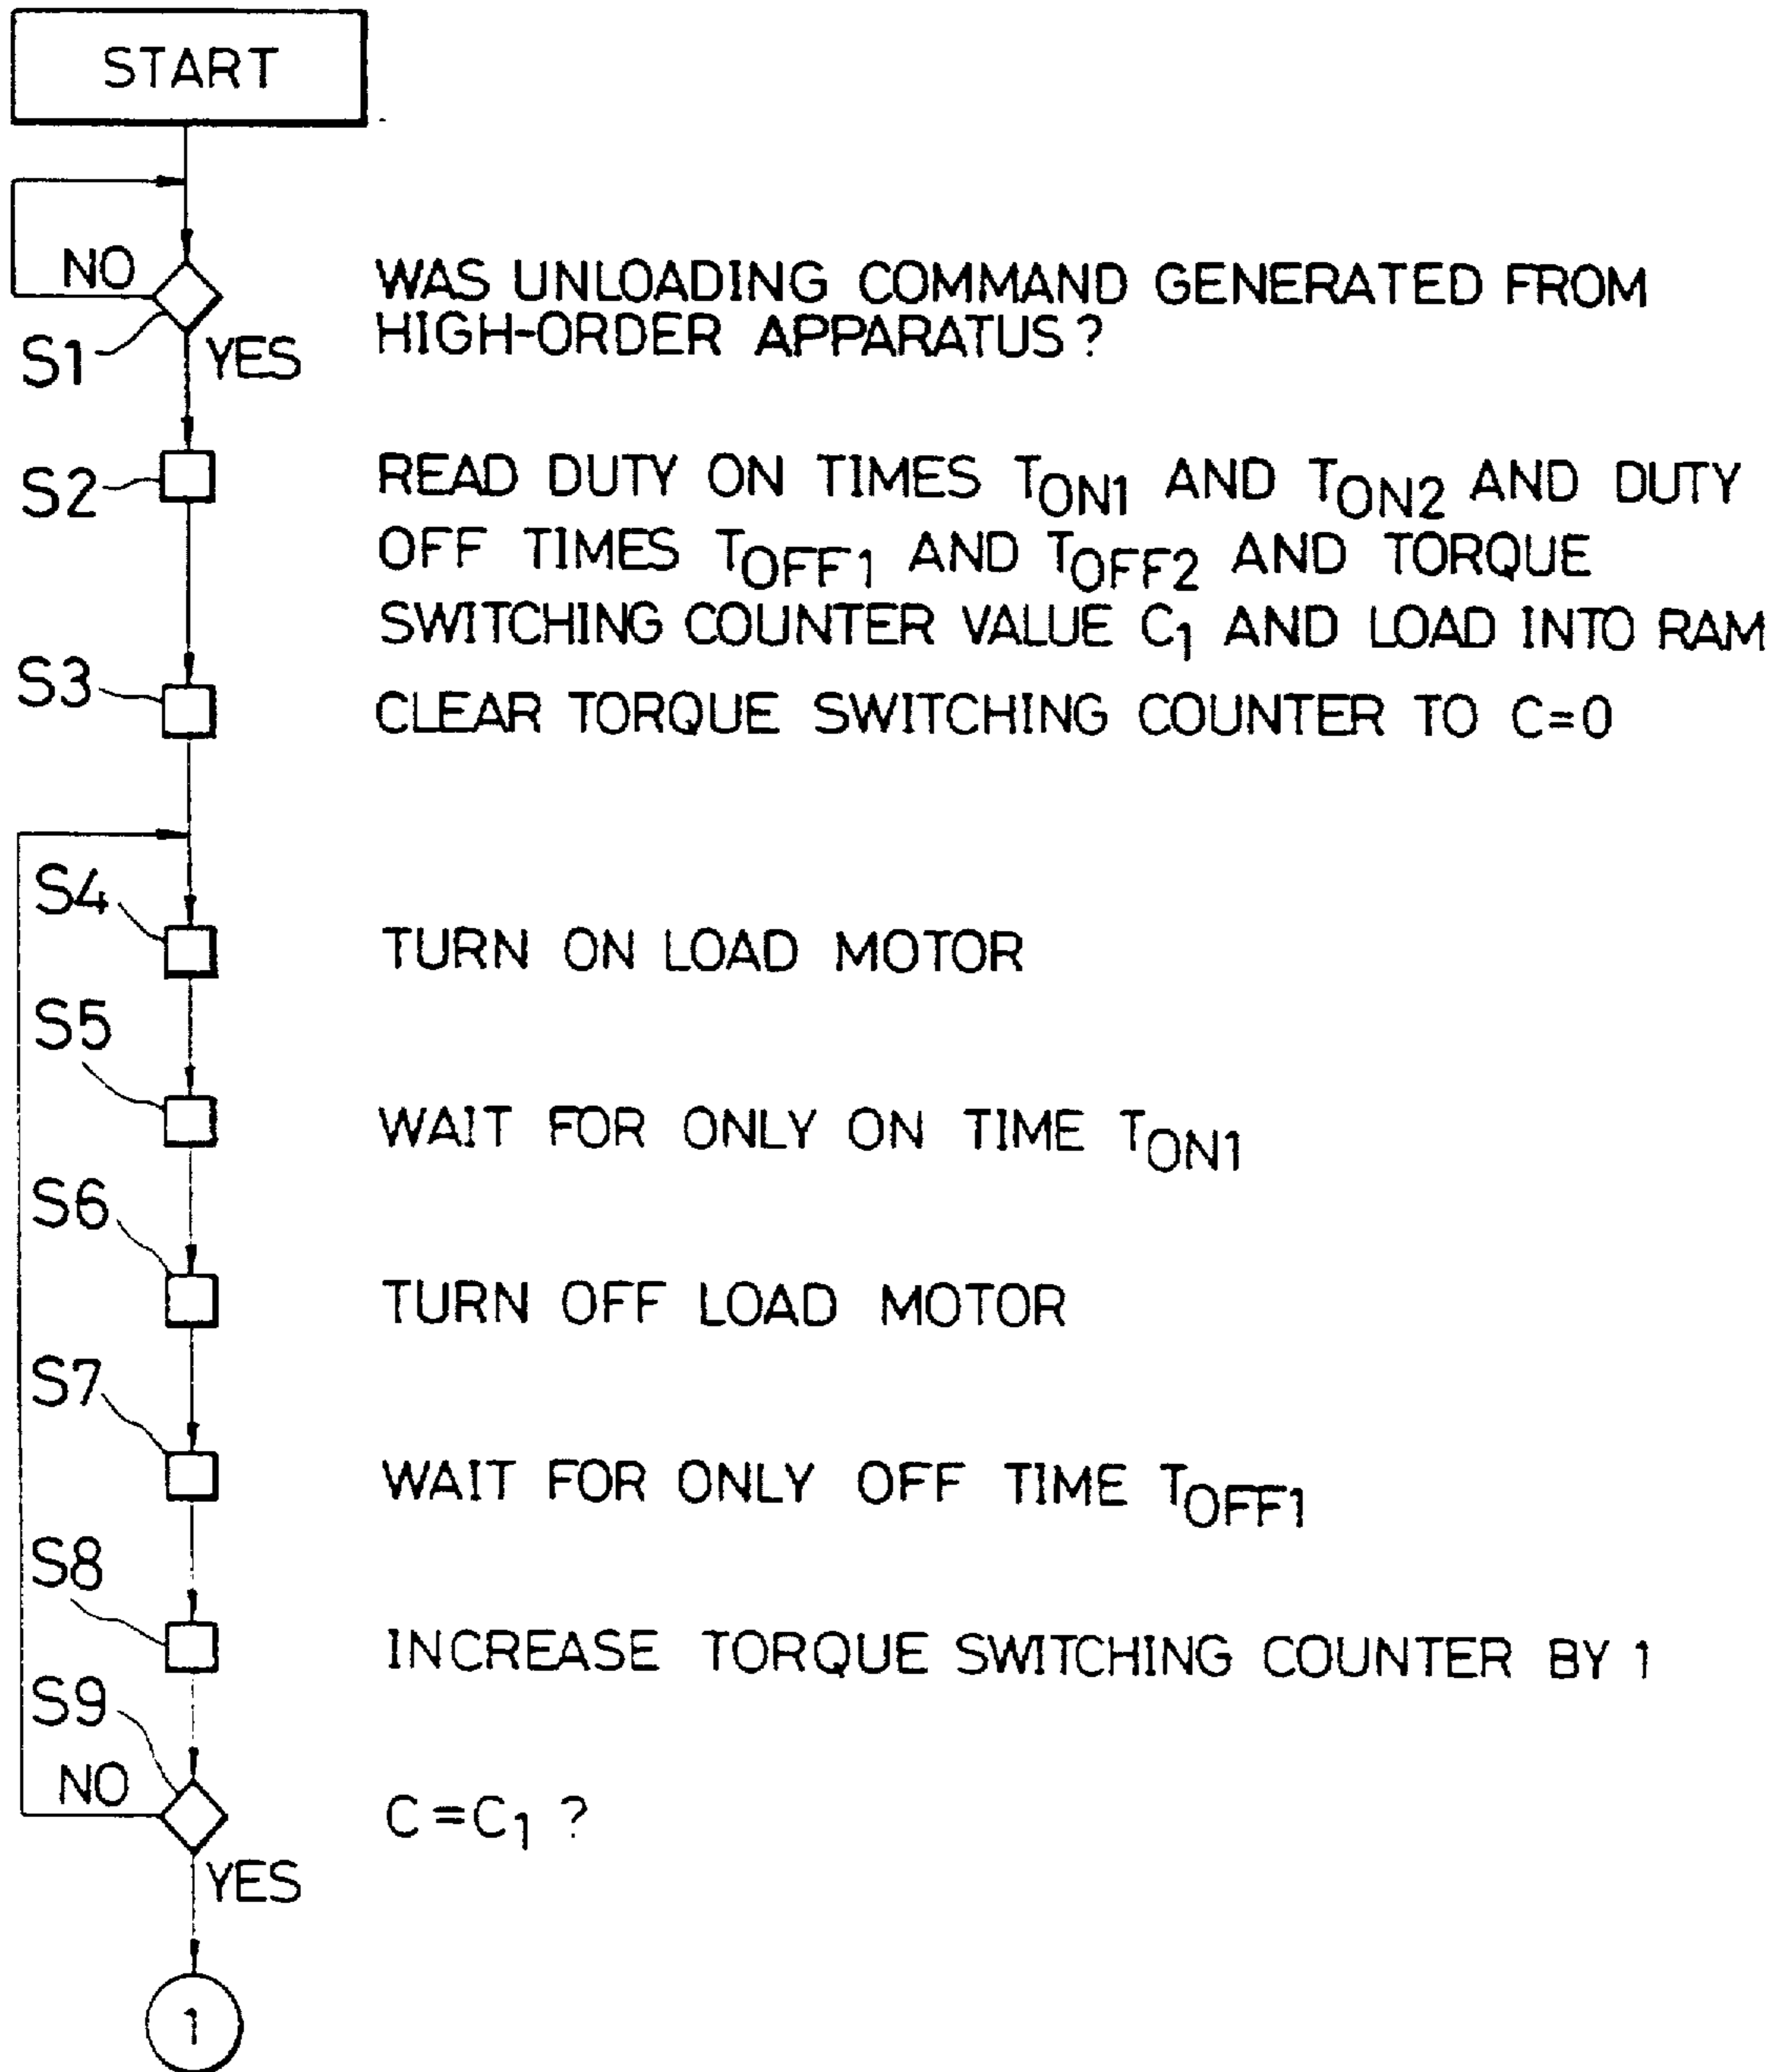 START
NO
WAS UNLOADING COMMAND GENERATED FROM
HIGH-ORDER APPARATUS?
S1
YES
S2
READ DUTY ON TIMES TON1 AND TON2 AND DUTY
OFF TIMES TOFF1 AND TOFF2 AND TORQUE
SWITCHING COUNTER VALUE C1 AND LOAD INTO RAM
S3
CLEAR TORQUE SWITCHING COUNTER TO C=0
S4
TURN ON LOAD MOTOR
S5
WAIT FOR ONLY ON TIME TON1
S6
TURN OFF LOAD MOTOR
S7
WAIT FOR ONLY OFF TIME TOFF1
S8
INCREASE TORQUE SWITCHING COUNTER BY 1
S9
NO
C=C1 ?
YES
1